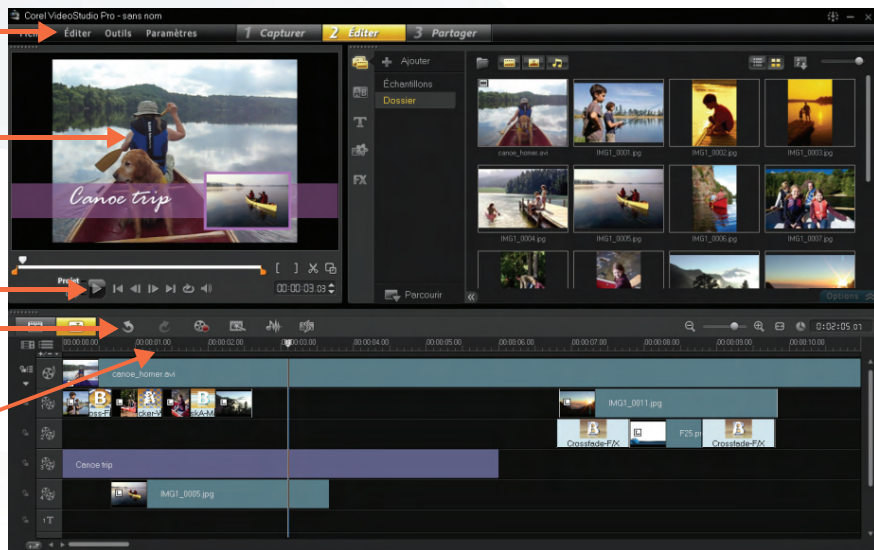 Corel VideoStudio Pro - sans nom
Éditer Outils Paramètres
1 Capturer 2 Éditer 3 Partager
Canoe trip
Projet
00:00:03.03
Ajouter
Échantillons
Dossier
T
FX
Parcourir
canoe_homer.avi
IMG1_0001.jpg
IMG1_0002.jpg
IMG1_0003.jpg
IMG1_0004.jpg
IMG1_0005.jpg
IMG1_0006.jpg
IMG1_0007.jpg
Options
0:02:05.01
00:00:00.00 00:00:01.00 00:00:02.00 00:00:03.00 00:00:04.00 00:00:05.00 00:00:06.00 00:00:07.00 00:00:08.00 00:00:09.00 00:00:10.00
canoe_homer.avi
IMG1_0011.jpg
Crossfade-F/X
F25.p
Crossfade-F/X
Canoe trip
IMG1_0005.jpg
1T